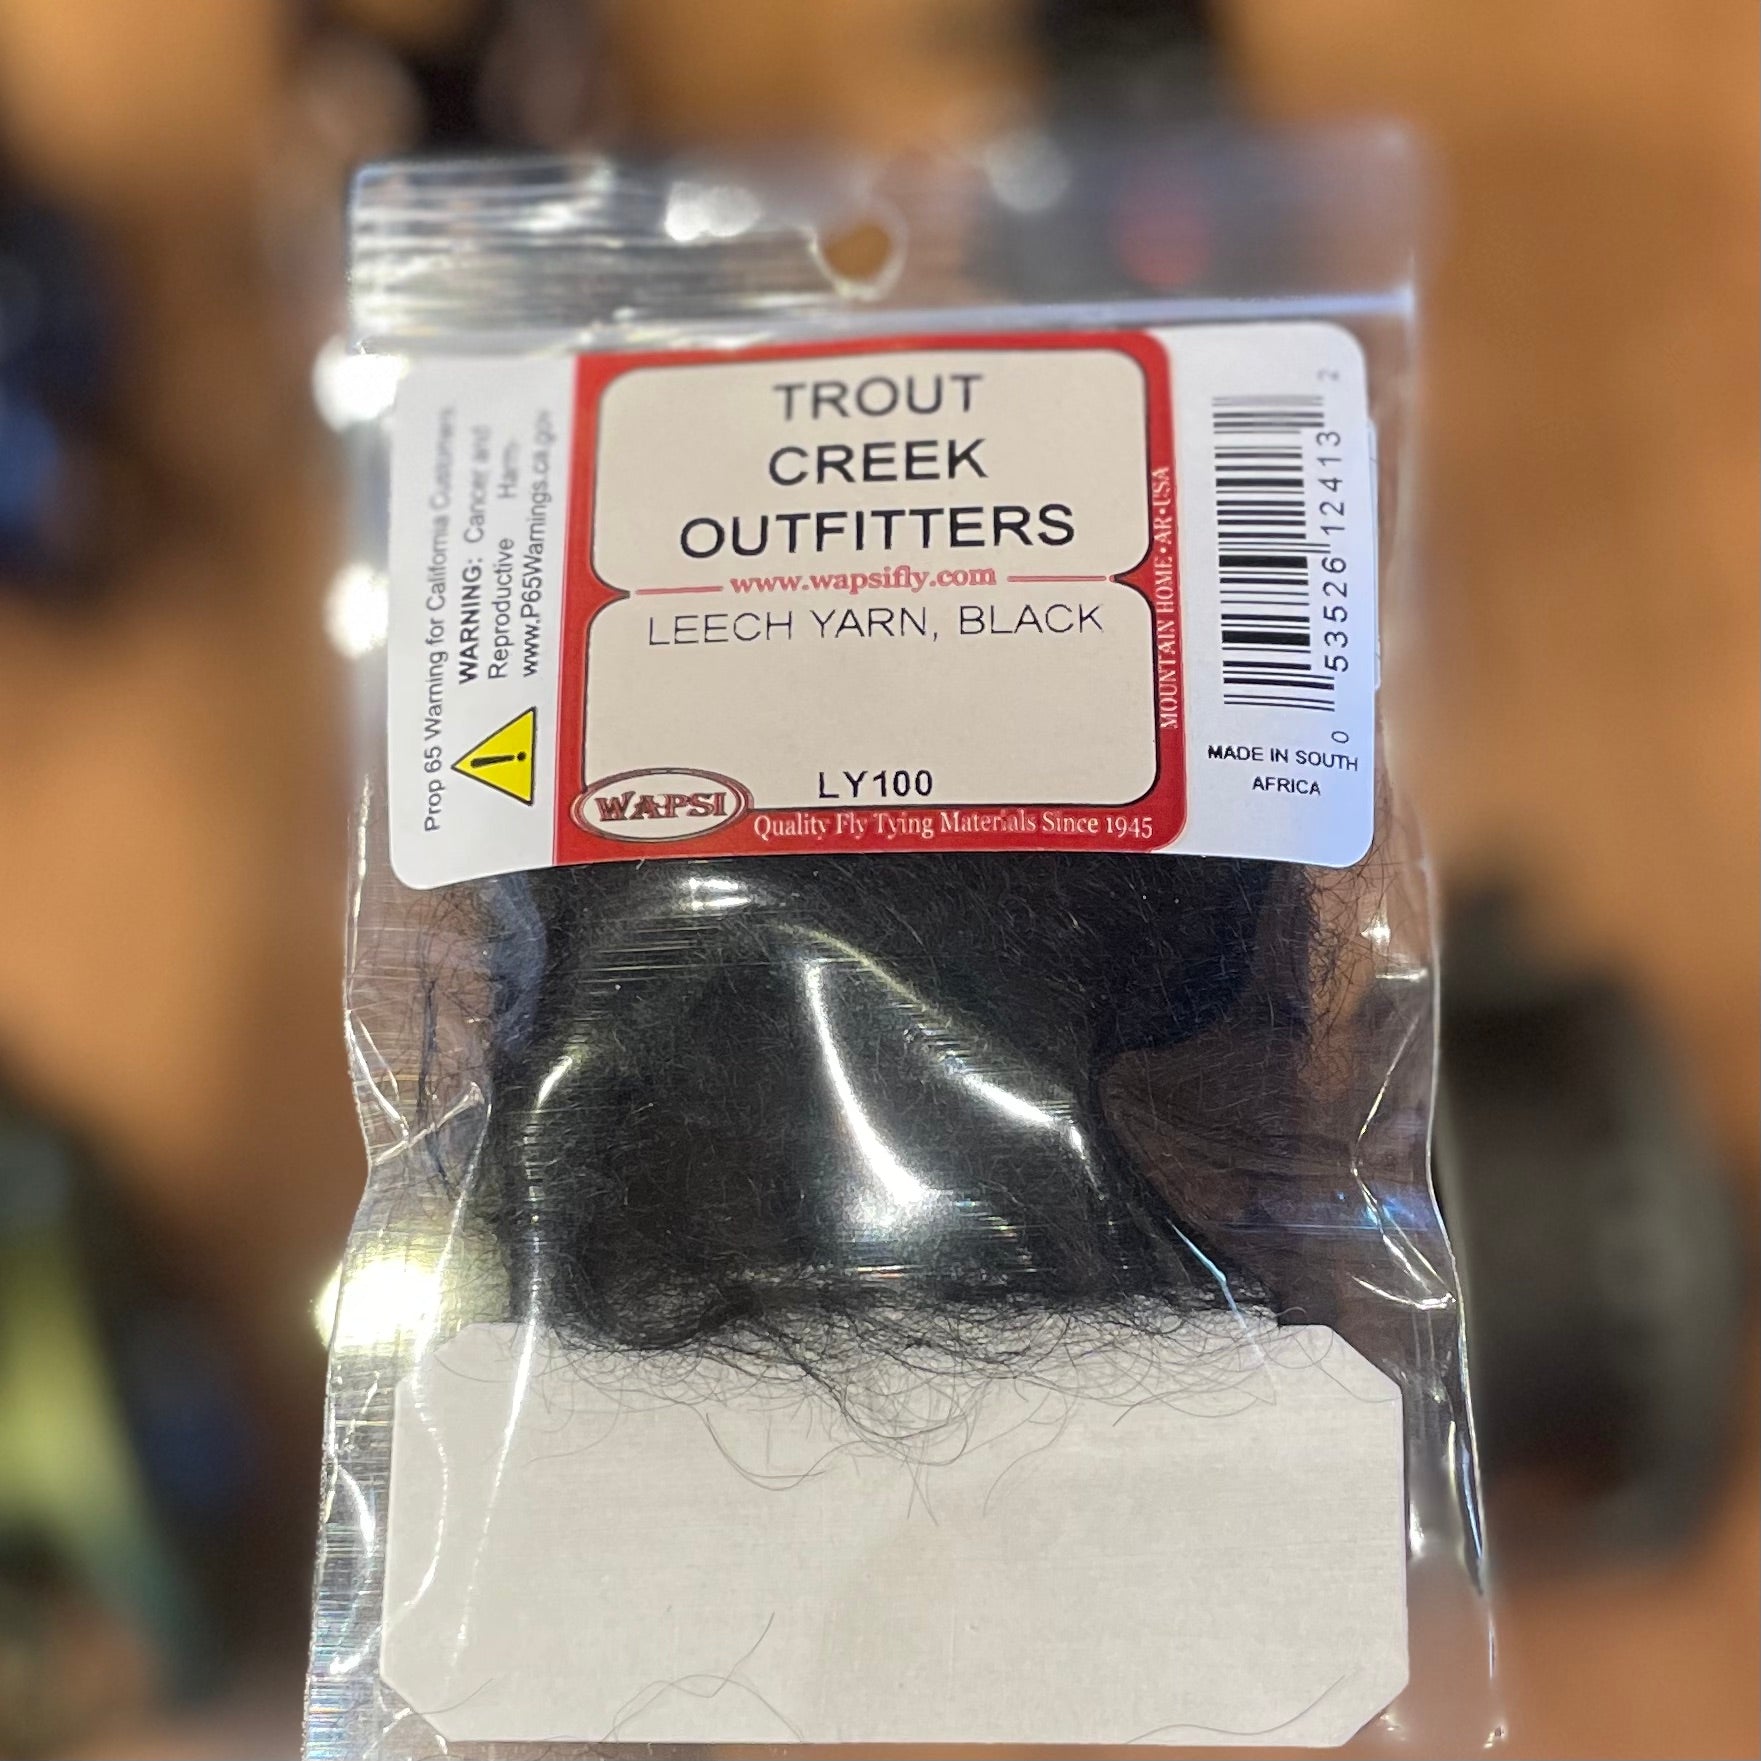 Prop 65 Warning for California Customers.
WARNING: Cancer and
Reproductive Harm-
www.P65Warnings.ca.gov
TROUT
CREEK
OUTFITTERS
www.wapsifly.com
LEECH YARN, BLACK
LY100
WAPSI
Quality Fly Tying Materials Since 1945
MOUNTAIN HOME•AR•USA
0 53526 12413 2
MADE IN SOUTH
AFRICA